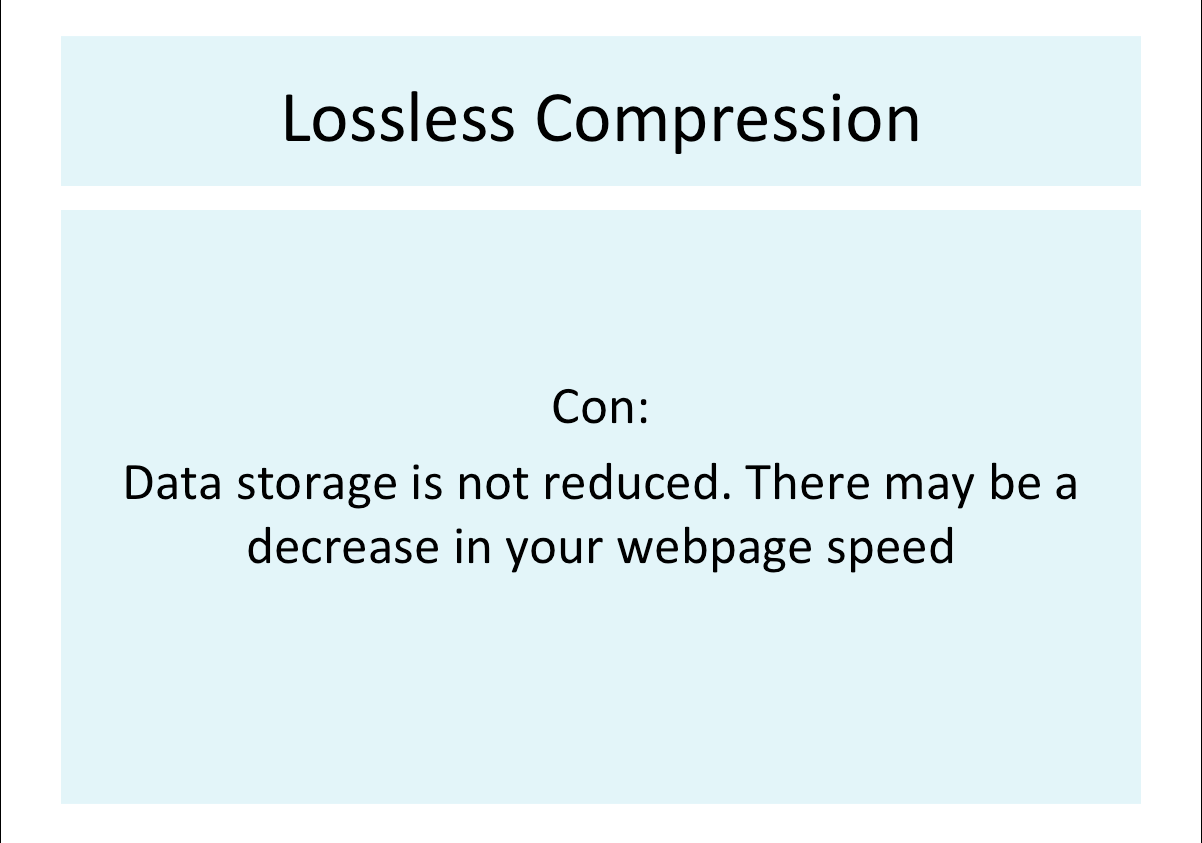 Lossless Compression
Con:
Data storage is not reduced. There may be a
decrease in your webpage speed